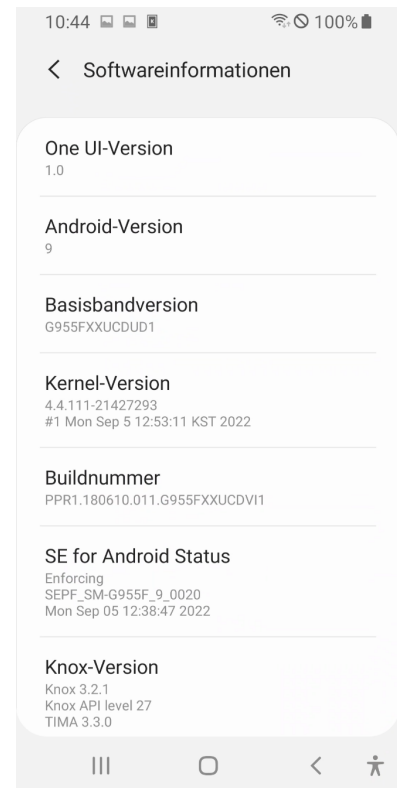 10:44 100%
Softwareinformationen
One UI-Version
1.0
Android-Version
9
Basisbandversion
G955FXXUCDUD1
Kernel-Version
4.4.111-21427293
#1 Mon Sep 5 12:53:11 KST 2022
Buildnummer
PPR1.180610.011.G955FXXUCDVI1
SE for Android Status
Enforcing
SEPF_SM-G955F_9_0020
Mon Sep 05 12:38:47 2022
Knox-Version
Knox 3.2.1
Knox API level 27
TIMA 3.3.0